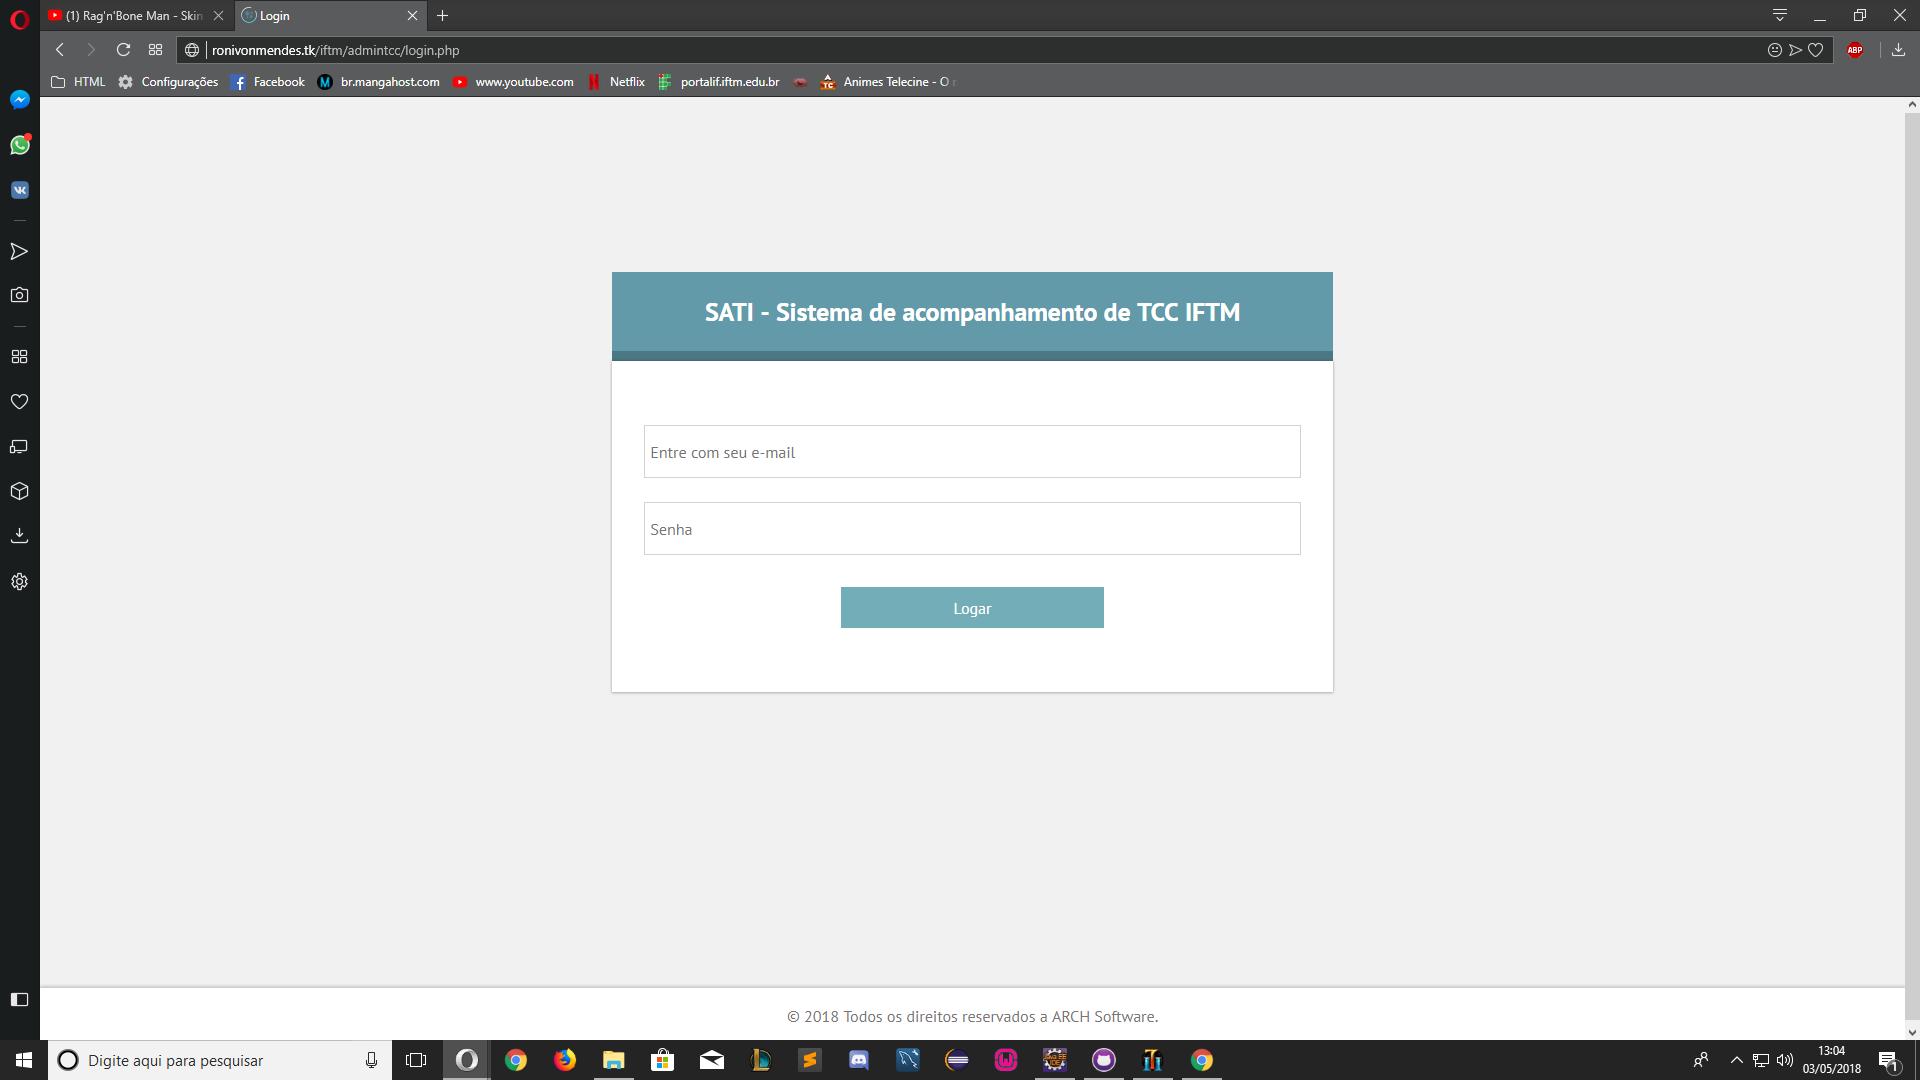 (1) Rag'n'Bone Man - Skin
Login
ronivonmendes.tk/iftm/admintcc/login.php
ABP
HTML
Configurações
Facebook
br.mangahost.com
www.youtube.com
Netflix
portalif.iftm.edu.br
Animes Telecine - O
SATI - Sistema de acompanhamento de TCC IFTM
Entre com seu e-mail
Senha
Logar
© 2018 Todos os direitos reservados a ARCH Software.
Digite aqui para pesquisar
13:04
03/05/2018
1